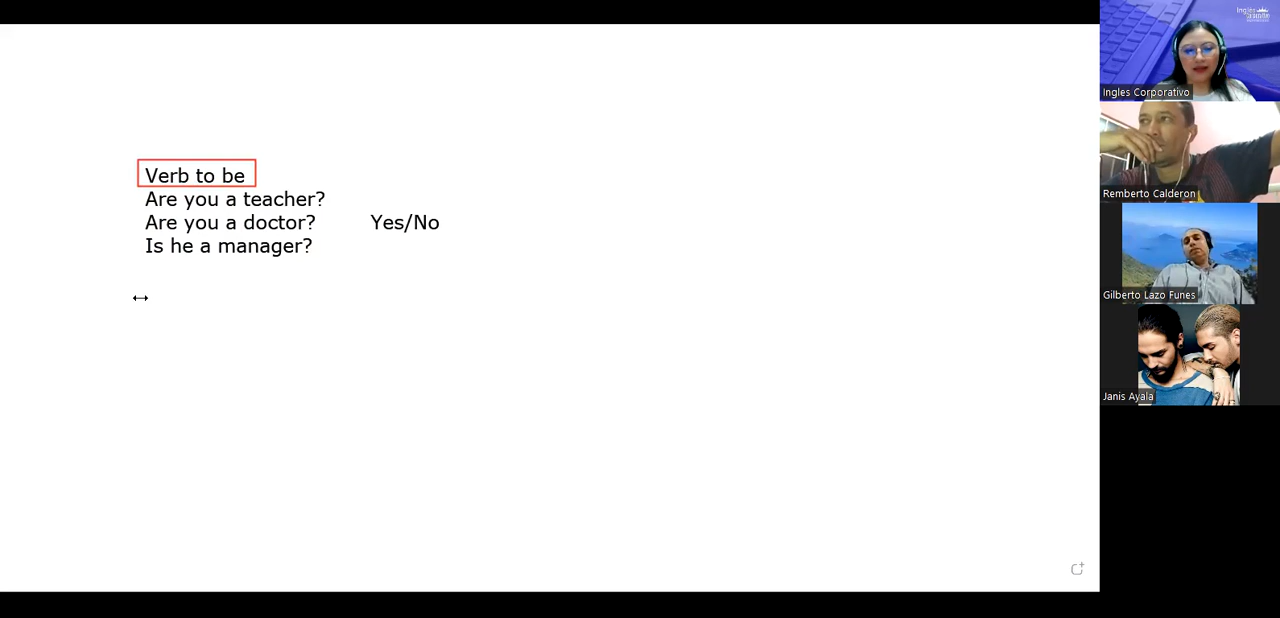 Verb to be
Are you a teacher?
Are you a doctor? Yes/No
Is he a manager?
Ingles Corporativo
Remberto Calderon
Gilberto Lazo Funes
Janis Ayala